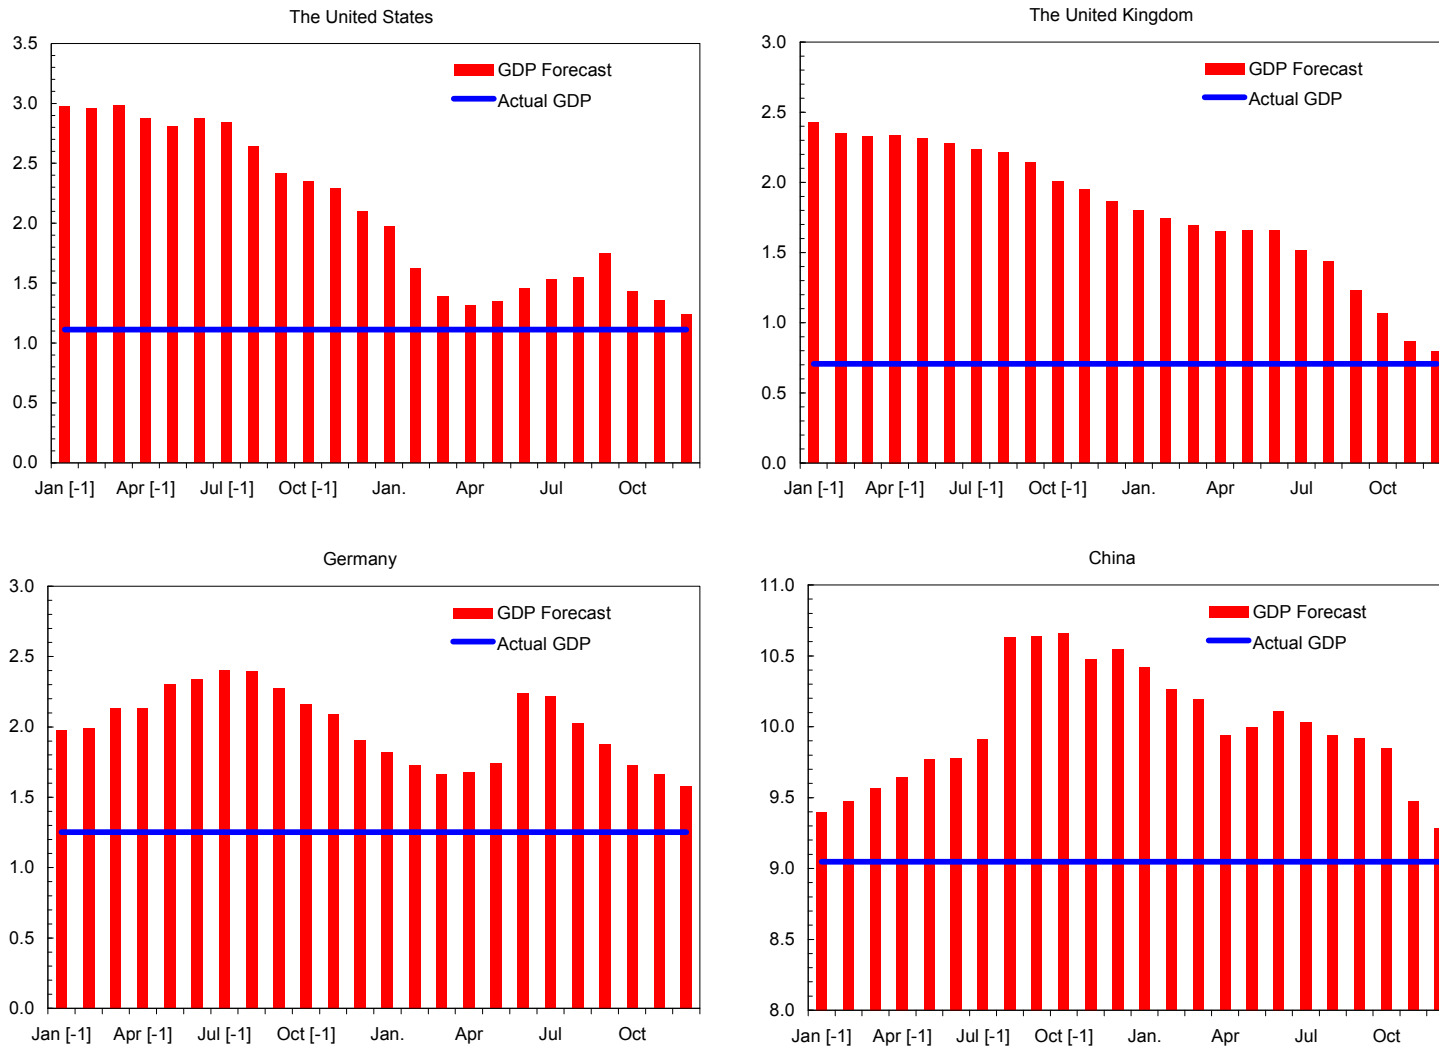 The United States
3.5
3.0
2.5
2.0
1.5
1.0
0.5
0.0
GDP Forecast
Actual GDP
Jan [-1] Apr [-1] Jul [-1] Oct [-1] Jan. Apr Jul Oct
The United Kingdom
3.0
2.5
2.0
1.5
1.0
0.5
0.0
GDP Forecast
Actual GDP
Jan [-1] Apr [-1] Jul [-1] Oct [-1] Jan. Apr Jul Oct
Germany
3.0
2.5
2.0
1.5
1.0
0.5
0.0
GDP Forecast
Actual GDP
Jan [-1] Apr [-1] Jul [-1] Oct [-1] Jan. Apr Jul Oct
China
11.0
10.5
10.0
9.5
9.0
8.5
8.0
GDP Forecast
Actual GDP
Jan [-1] Apr [-1] Jul [-1] Oct [-1] Jan. Apr Jul Oct